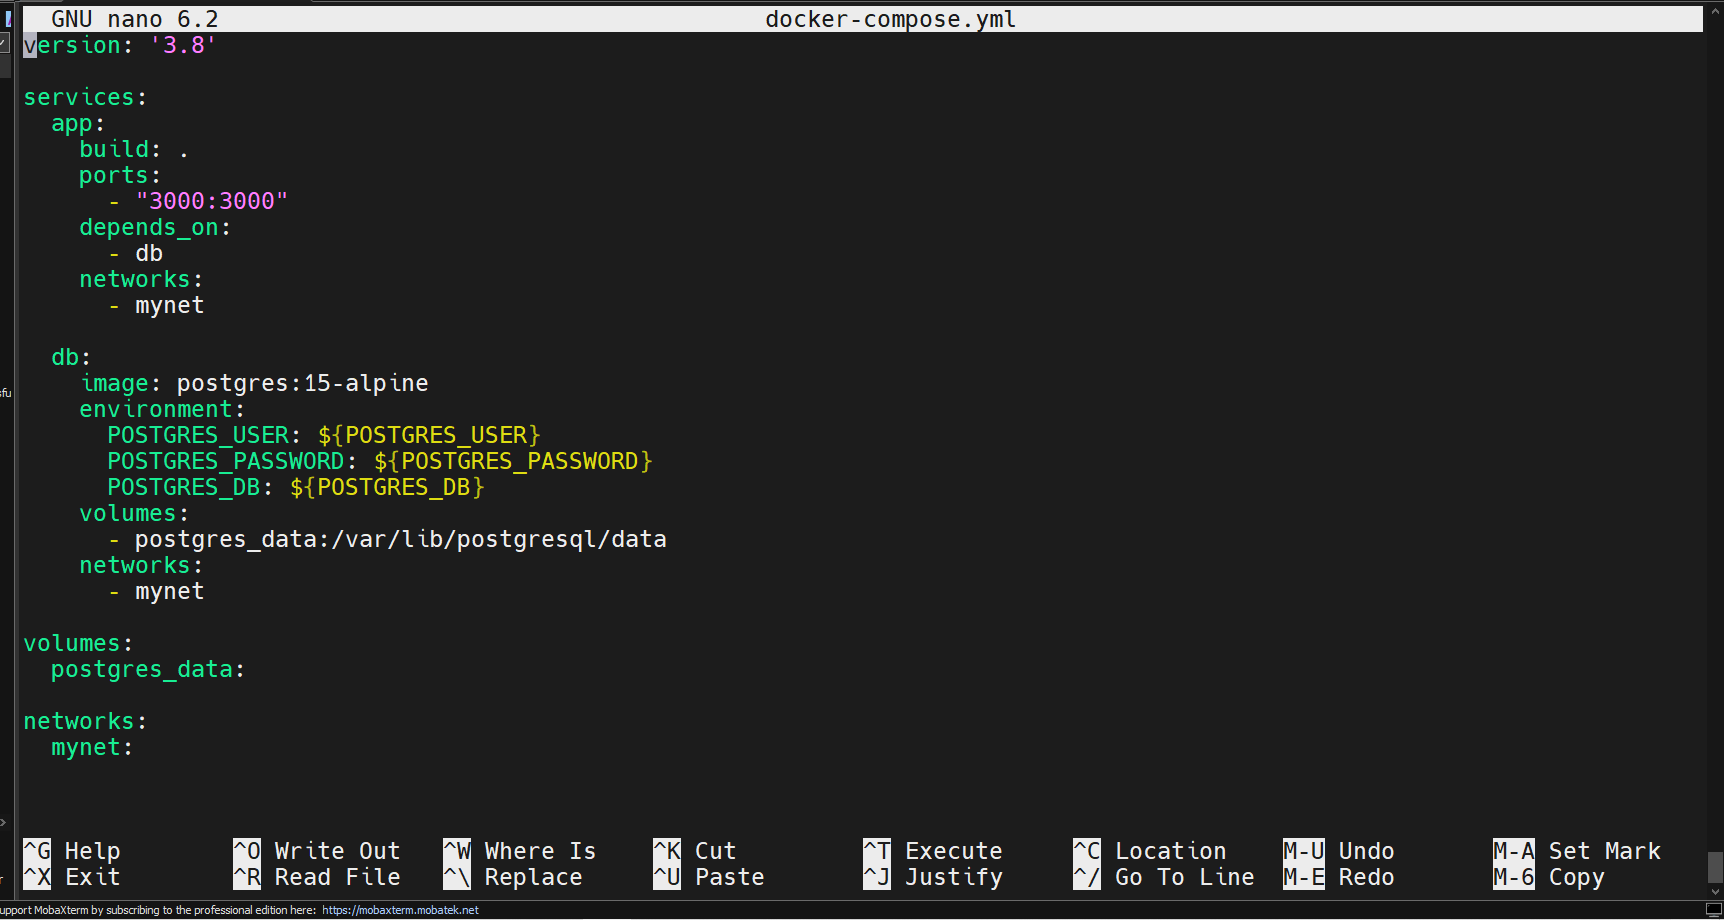 GNU nano 6.2 docker-compose.yml
version: '3.8'

services:
  app:
    build: .
    ports:
      - "3000:3000"
    depends_on:
      - db
    networks:
      - mynet

  db:
    image: postgres:15-alpine
    environment:
      POSTGRES_USER: ${POSTGRES_USER}
      POSTGRES_PASSWORD: ${POSTGRES_PASSWORD}
      POSTGRES_DB: ${POSTGRES_DB}
    volumes:
      - postgres_data:/var/lib/postgresql/data
    networks:
      - mynet

volumes:
  postgres_data:

networks:
  mynet:

^G Help ^O Write Out ^W Where Is ^K Cut ^T Execute ^C Location M-U Undo M-A Set Mark
^X Exit ^R Read File ^\ Replace ^U Paste ^J Justify ^/ Go To Line M-E Redo M-6 Copy
upport MobaXterm by subscribing to the professional edition here: https://mobaxterm.mobatek.net